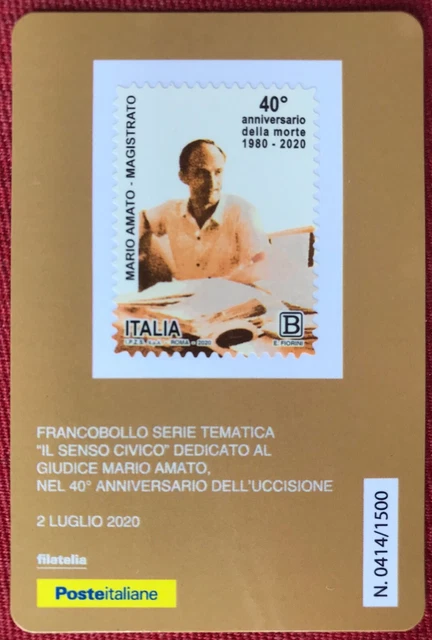 MARIO AMATO - MAGISTRATO
40°
anniversario
della morte
1980 - 2020
ITALIA
B
I.P.Z.S. S.p.A. - ROMA - 2020
E. FIORINI
FRANCOBOLLO SERIE TEMATICA
"IL SENSO CIVICO" DEDICATO AL
GIUDICE MARIO AMATO,
NEL 40° ANNIVERSARIO DELL'UCCISIONE
2 LUGLIO 2020
filatelia
Posteitaliane
N. 0414/1500